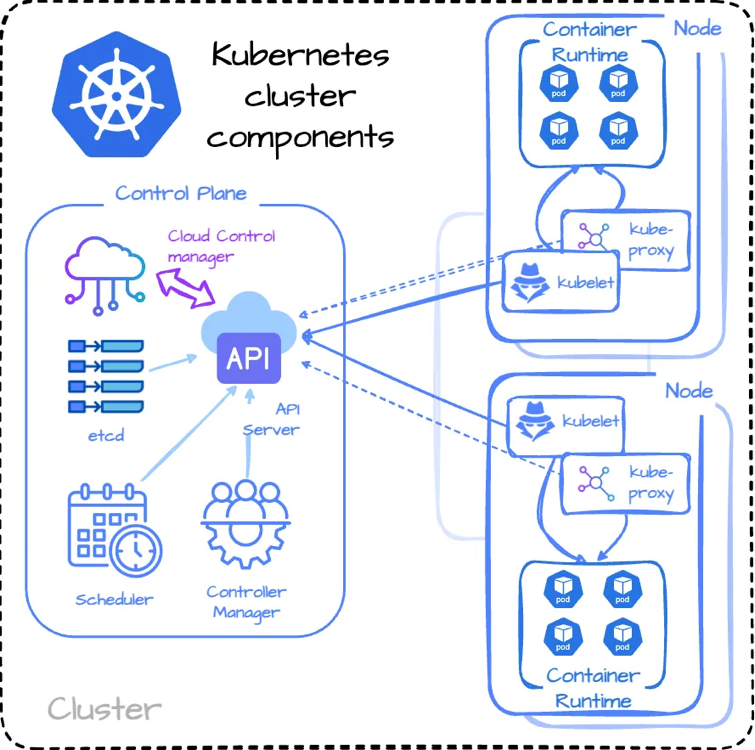 Kubernetes
cluster
components
Control Plane
Cloud Control
manager
API
API
Server
etcd
Scheduler
Controller
Manager
Cluster
Node
Container
Runtime
pod
pod
pod
pod
kube-
proxy
kubelet
Node
kubelet
kube-
proxy
pod
pod
pod
pod
Container
Runtime